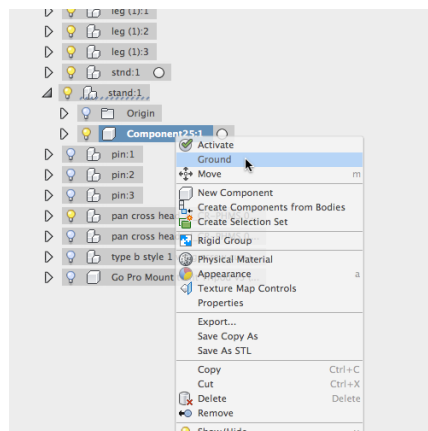 leg (1):1
leg (1):2
leg (1):3
stnd:1
stand:1
Origin
Component25:1
pin:1
pin:2
pin:3
pan cross hea
pan cross hea
type b style 1
Go Pro Mount
Activate
Ground
Move m
New Component
Create Components from Bodies
Create Selection Set
Rigid Group
Physical Material
Appearance a
Texture Map Controls
Properties
Export...
Save Copy As
Save As STL
Copy Ctrl+C
Cut Ctrl+X
Delete Delete
Remove
Show/Hide v